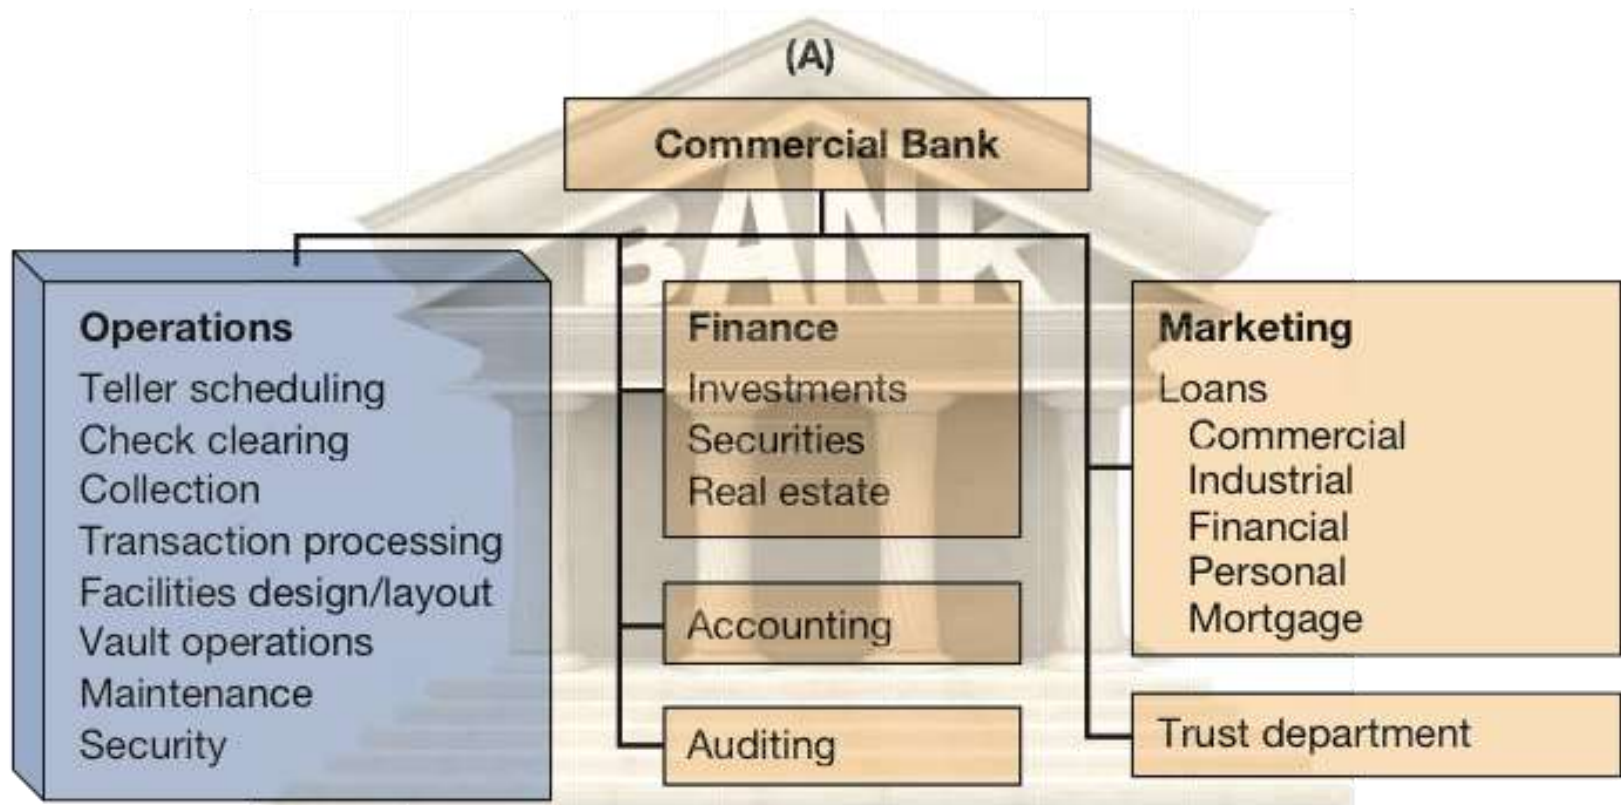 (A)
Commercial Bank
BANK
Operations
Teller scheduling
Check clearing
Collection
Transaction processing
Facilities design/layout
Vault operations
Maintenance
Security
Finance
Investments
Securities
Real estate
Accounting
Auditing
Marketing
Loans
Commercial
Industrial
Financial
Personal
Mortgage
Trust department